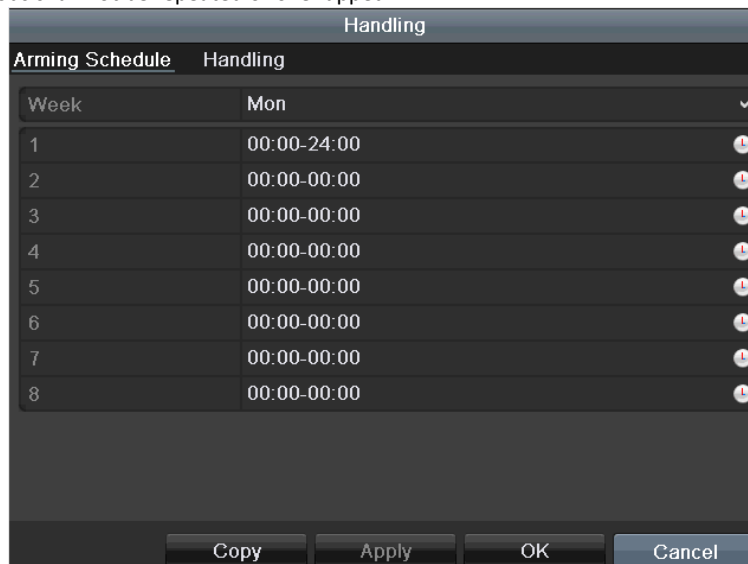 Handling
Arming Schedule Handling
Week Mon
1 00:00-24:00
2 00:00-00:00
3 00:00-00:00
4 00:00-00:00
5 00:00-00:00
6 00:00-00:00
7 00:00-00:00
8 00:00-00:00
Copy Apply OK Cancel